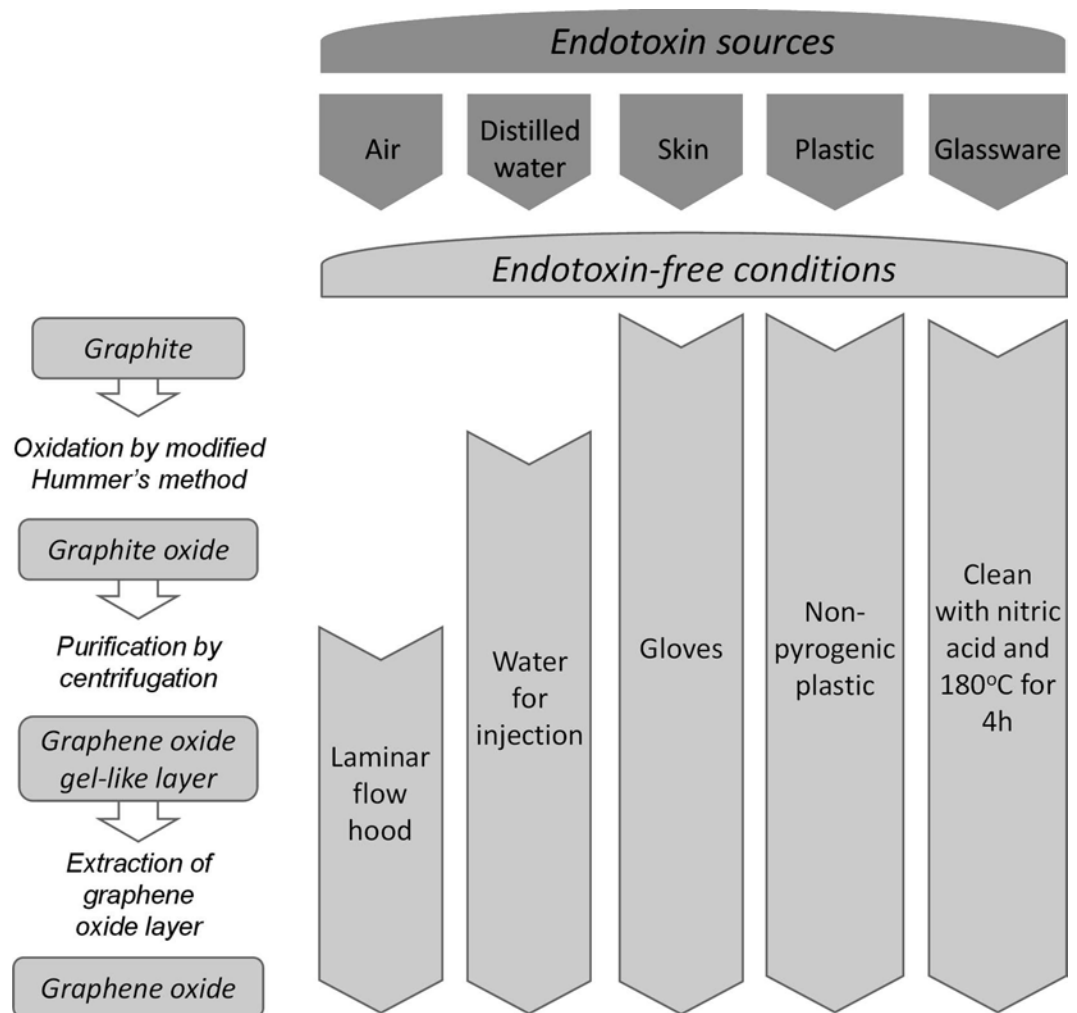 Endotoxin sources
Air
Distilled
water
Skin
Plastic
Glassware
Endotoxin-free conditions
Graphite
Oxidation by modified
Hummer's method
Graphite oxide
Purification by
centrifugation
Graphene oxide
gel-like layer
Extraction of
graphene
oxide layer
Graphene oxide
Laminar
flow
hood
Water
for
injection
Gloves
Non-
pyrogenic
plastic
Clean
with nitric
acid and
180°C for
4h